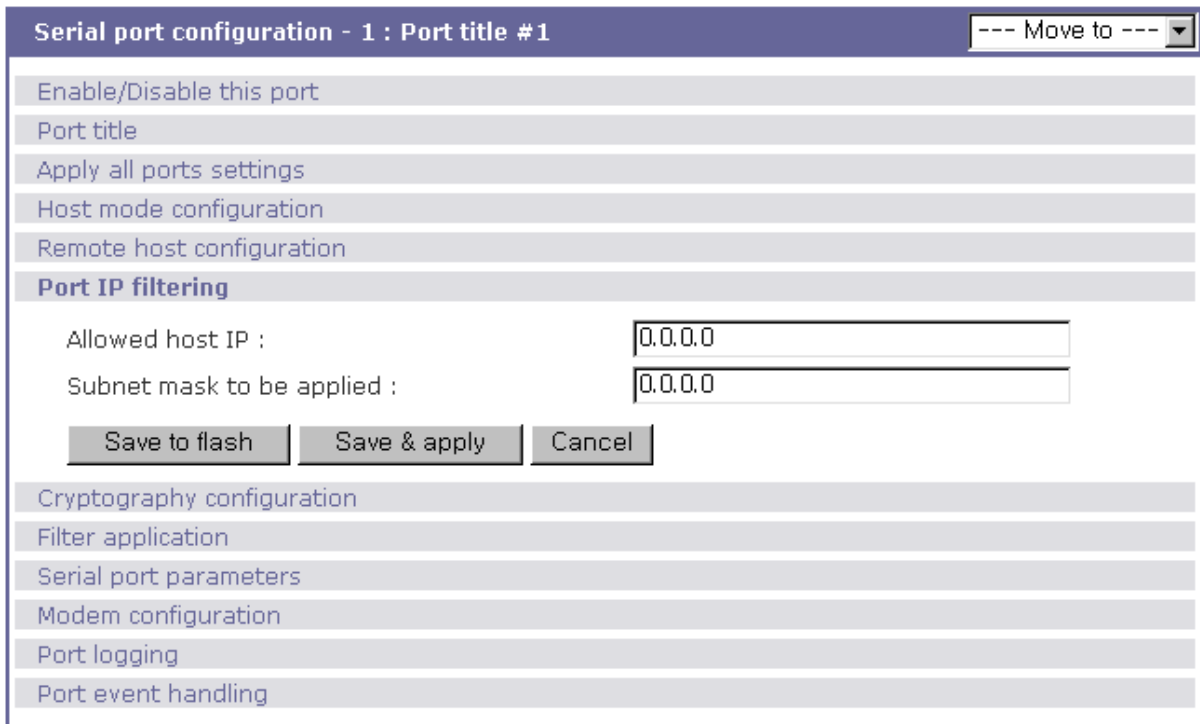 Serial port configuration - 1 : Port title #1 --- Move to ---
Enable/Disable this port
Port title
Apply all ports settings
Host mode configuration
Remote host configuration
Port IP filtering
Allowed host IP : 0.0.0.0
Subnet mask to be applied : 0.0.0.0
Save to flash Save & apply Cancel
Cryptography configuration
Filter application
Serial port parameters
Modem configuration
Port logging
Port event handling